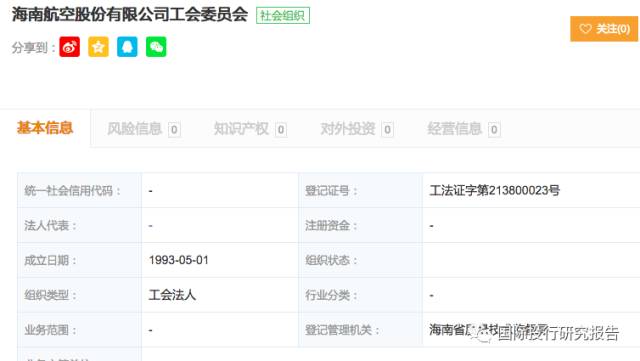 海南航空股份有限公司工会委员会 社会组织
关注(0)
分享到：
基本信息 风险信息 0 知识产权 0 对外投资 0 经营信息 0
统一社会信用代码： - 登记证号： 工法证字第213800023号
法人代表： - 注册资金： -
成立日期： 1993-05-01 组织状态：
组织类型： 工会法人 行业分类： -
业务范围： - 登记管理机关： 海南省
国际投行研究报告